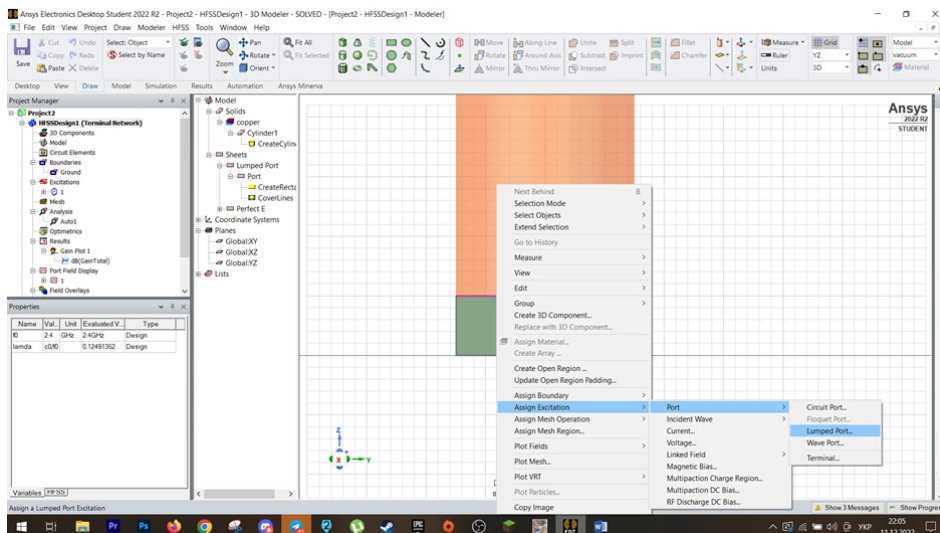 Ansys Electronics Desktop Student 2022 R2 - Project2 - HFSSDesign1 - 3D Modeler - SOLVED - [Project2 - HFSSDesign1 - Modeler]
File Edit View Project Draw Modeler HFSS Tools Window Help
Save
Cut Undo Select: Object
Copy Redo Select by Name
Paste Delete
Zoom
Pan
Rotate
Orient
Fit All
Fit Selected
Move Along Line Unite Split Fillet
Rotate Around Axis Subtract Imprint Chamfer
Mirror Thru Mirror Intersect
Measure Grid Model
Ruler YZ vacuum
Units 3D Material
Desktop View Draw Model Simulation Results Automation Ansys Minerva
Project Manager
Project2
HFSSDesign1 (Terminal Network)
3D Components
Model
Circuit Elements
Boundaries
Ground
Excitations
1
Mesh
Analysis
Auto1
Optimetrics
Results
Gain Plot 1
dB(GainTotal)
Port Field Display
1
Field Overlays
Properties
Name Val... Unit Evaluated V... Type
f0 2.4 GHz 2.4GHz Design
lamda c0/f0 0.12491352 Design
Variables HFSS
Model
Solids
copper
Cylinder1
CreateCylin
Sheets
Lumped Port
Port
CreateRecta
CoverLines
Perfect E
Coordinate Systems
Planes
Global:XY
Global:XZ
Global:YZ
Lists
Ansys
2022 R2
STUDENT
Z
X
Y
Next Behind B
Selection Mode
Select Objects
Extend Selection
Go to History
Measure
View
Edit
Group
Create 3D Component...
Replace with 3D Component...
Assign Material...
Create Array ...
Create Open Region ...
Update Open Region Padding...
Assign Boundary
Assign Excitation
Assign Mesh Operation
Assign Mesh Region...
Plot Fields
Plot Mesh...
Plot VRT
Plot Particles...
Copy Image
Port
Incident Wave
Current...
Voltage...
Linked Field
Magnetic Bias...
Multipaction Charge Region...
Multipaction DC Bias...
RF Discharge DC Bias...
Circuit Port...
Floquet Port...
Lumped Port...
Wave Port...
Terminal...
Assign a Lumped Port Excitation
Show 3 Messages Show Progres
Pr Ps EPIC EDT W
УКР
22:05
11.12.2022